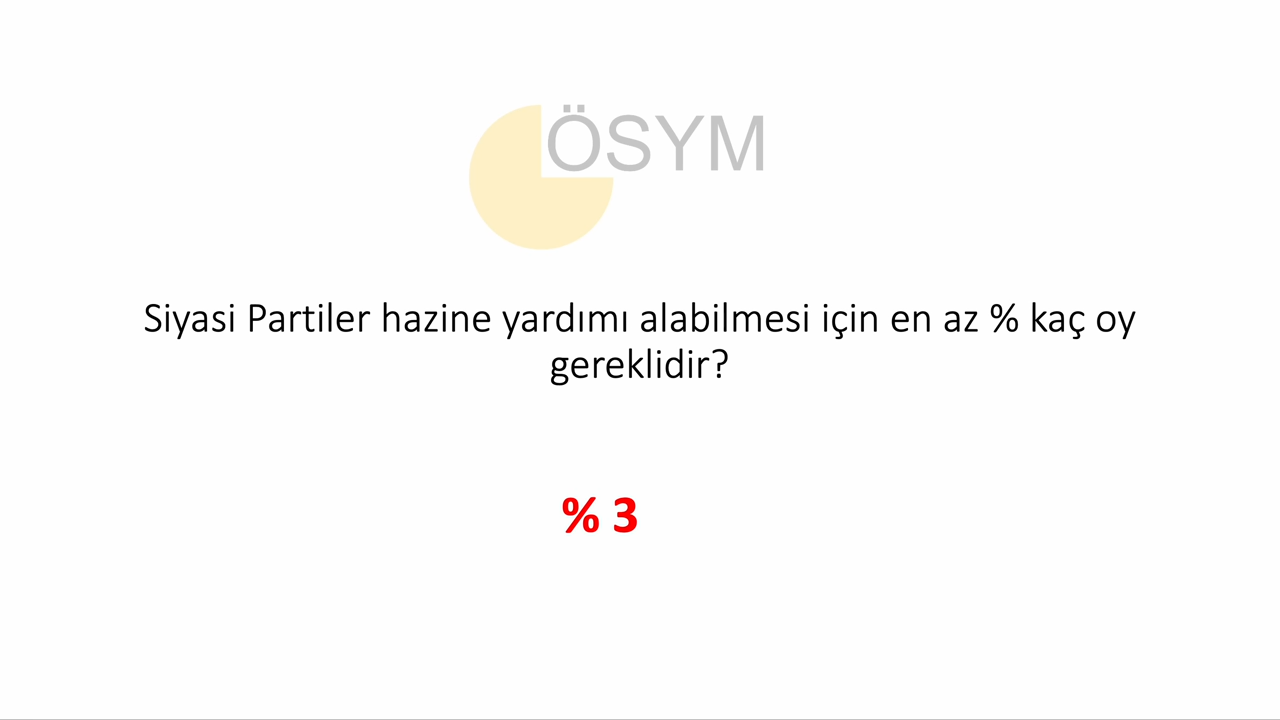 ÖSYM
Siyasi Partiler hazine yardımı alabilmesi için en az % kaç oy
gereklidir?
% 3